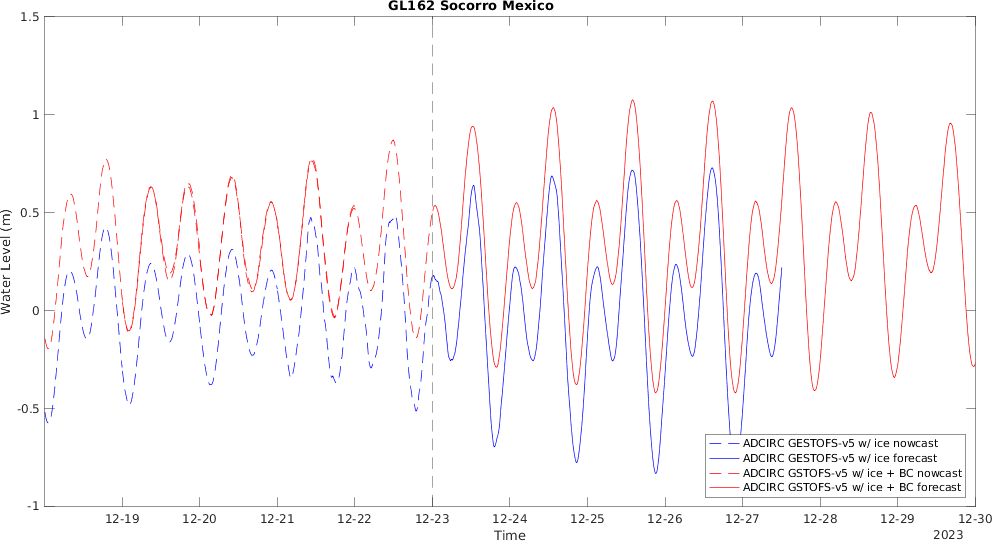 GL162 Socorro Mexico
1.5
1
0.5
0
-0.5
-1
Water Level (m)
12-19
12-20
12-21
12-22
12-23
12-24
12-25
12-26
12-27
12-28
12-29
12-30
Time
2023
ADCIRC GESTOFS-v5 w/ ice nowcast
ADCIRC GESTOFS-v5 w/ ice forecast
ADCIRC GSTOFS-v5 w/ ice + BC nowcast
ADCIRC GSTOFS-v5 w/ ice + BC forecast